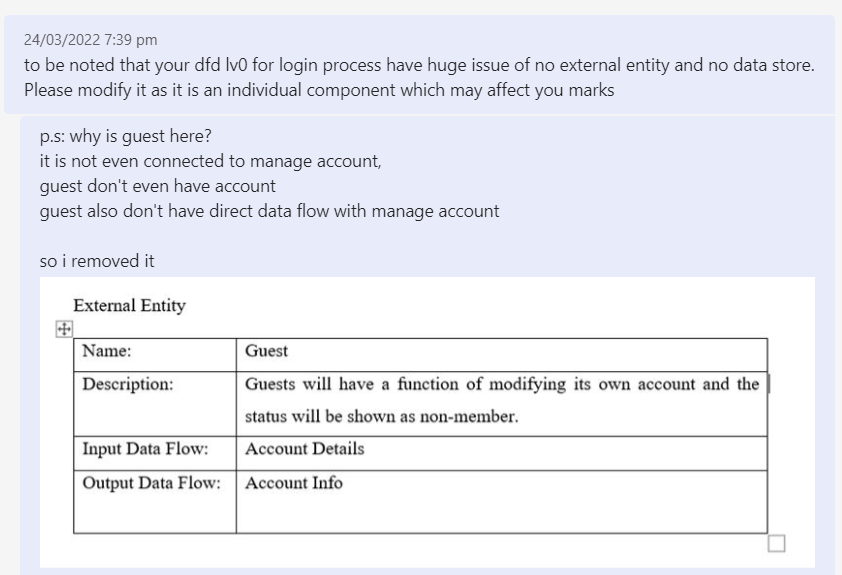 24/03/2022 7:39 pm
to be noted that your dfd lv0 for login process have huge issue of no external entity and no data store.
Please modify it as it is an individual component which may affect you marks
p.s: why is guest here?
it is not even connected to manage account,
guest don't even have account
guest also don't have direct data flow with manage account
so i removed it
External Entity
Name: Guest
Description: Guests will have a function of modifying its own account and the
status will be shown as non-member.
Input Data Flow: Account Details
Output Data Flow: Account Info